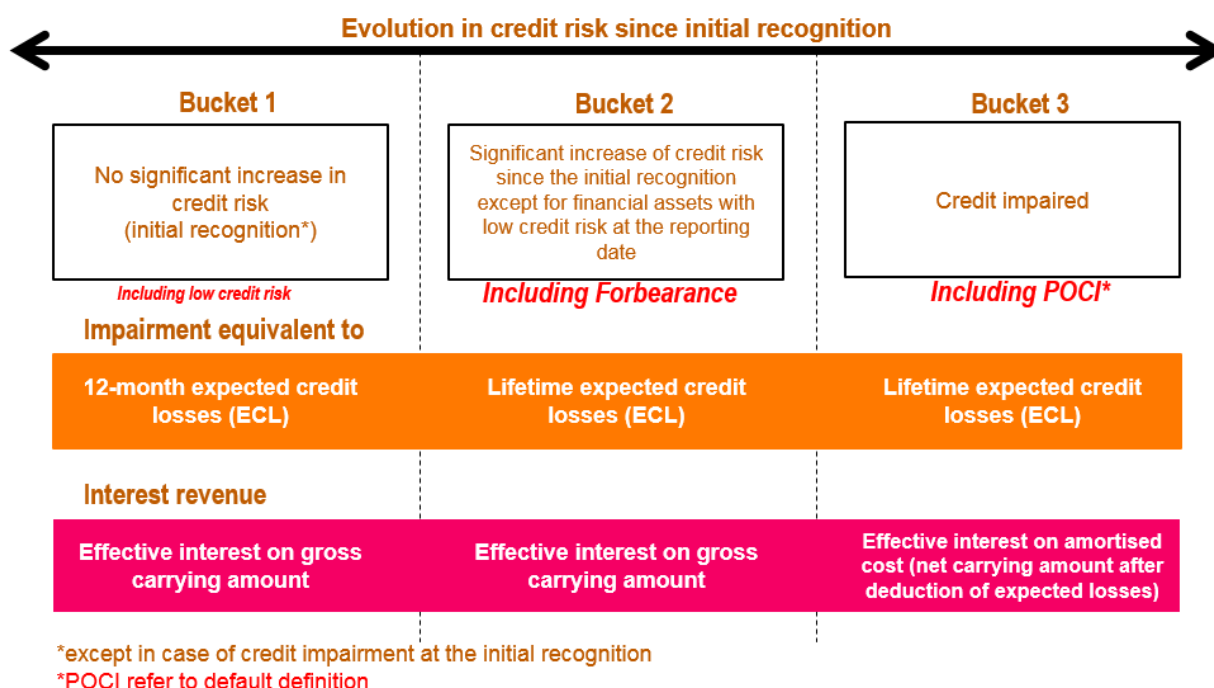 Evolution in credit risk since initial recognition
Bucket 1
Bucket 2
Bucket 3
No significant increase in
credit risk
(initial recognition*)
Significant increase of credit risk
since the initial recognition
except for financial assets with
low credit risk at the reporting
date
Credit impaired
Including low credit risk
Including Forbearance
Including POCI*
Impairment equivalent to
12-month expected credit
losses (ECL)
Lifetime expected credit
losses (ECL)
Lifetime expected credit
losses (ECL)
Interest revenue
Effective interest on gross
carrying amount
Effective interest on gross
carrying amount
Effective interest on amortised
cost (net carrying amount after
deduction of expected losses)
*except in case of credit impairment at the initial recognition
*POCI refer to default definition